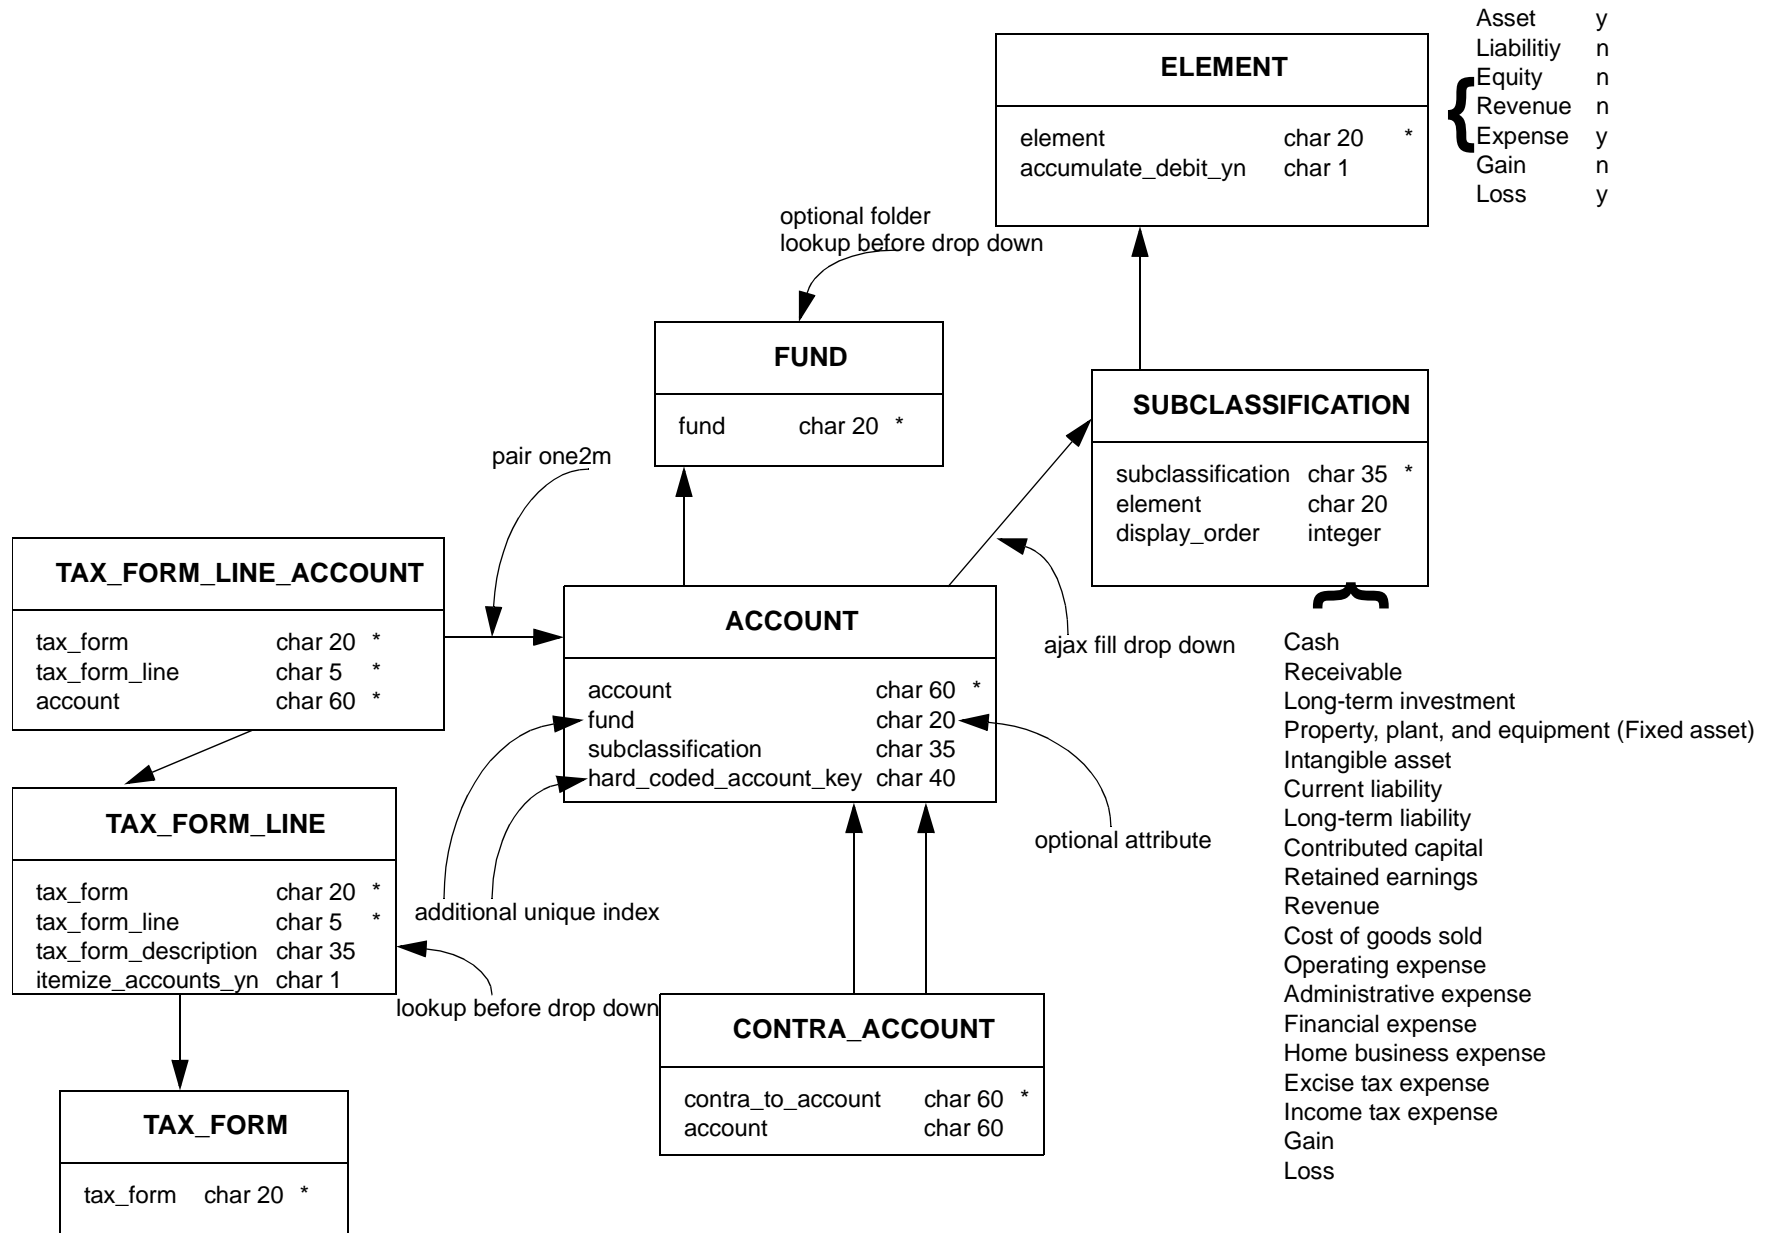 Asset y
Liabilitiy n
Equity n
Revenue n
Expense y
Gain n
Loss y
ELEMENT
element char 20 *
accumulate_debit_yn char 1
optional folder
lookup before drop down
FUND
fund char 20 *
SUBCLASSIFICATION
subclassification char 35 *
element char 20
display_order integer
pair one2m
TAX_FORM_LINE_ACCOUNT
tax_form char 20 *
tax_form_line char 5 *
account char 60 *
ACCOUNT
account char 60 *
fund char 20
subclassification char 35
hard_coded_account_key char 40
ajax fill drop down
Cash
Receivable
Long-term investment
Property, plant, and equipment (Fixed asset)
Intangible asset
Current liability
Long-term liability
Contributed capital
Retained earnings
Revenue
Cost of goods sold
Operating expense
Administrative expense
Financial expense
Home business expense
Excise tax expense
Income tax expense
Gain
Loss
optional attribute
additional unique index
TAX_FORM_LINE
tax_form char 20 *
tax_form_line char 5 *
tax_form_description char 35
itemize_accounts_yn char 1
lookup before drop down
CONTRA_ACCOUNT
contra_to_account char 60 *
account char 60
TAX_FORM
tax_form char 20 *